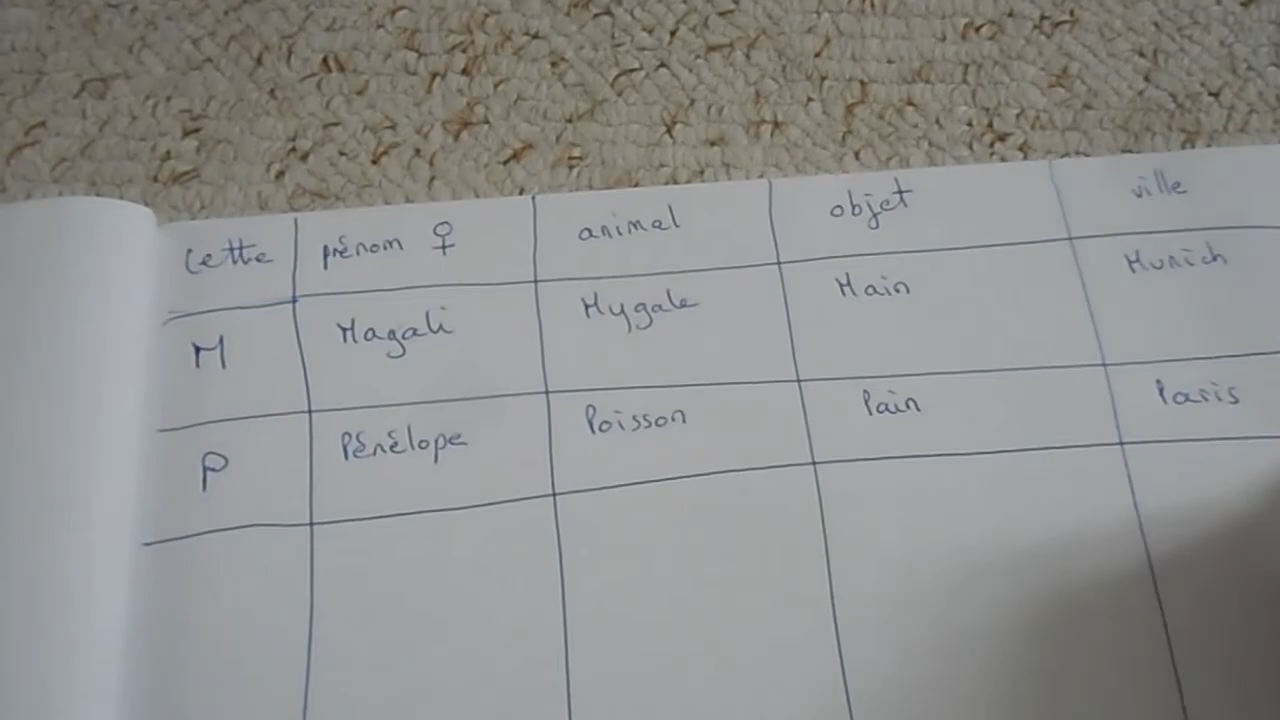 lettre prénom ♀ animal objet ville
M Magali Mygale Main Munich
P Pénélope Poisson Pain Paris